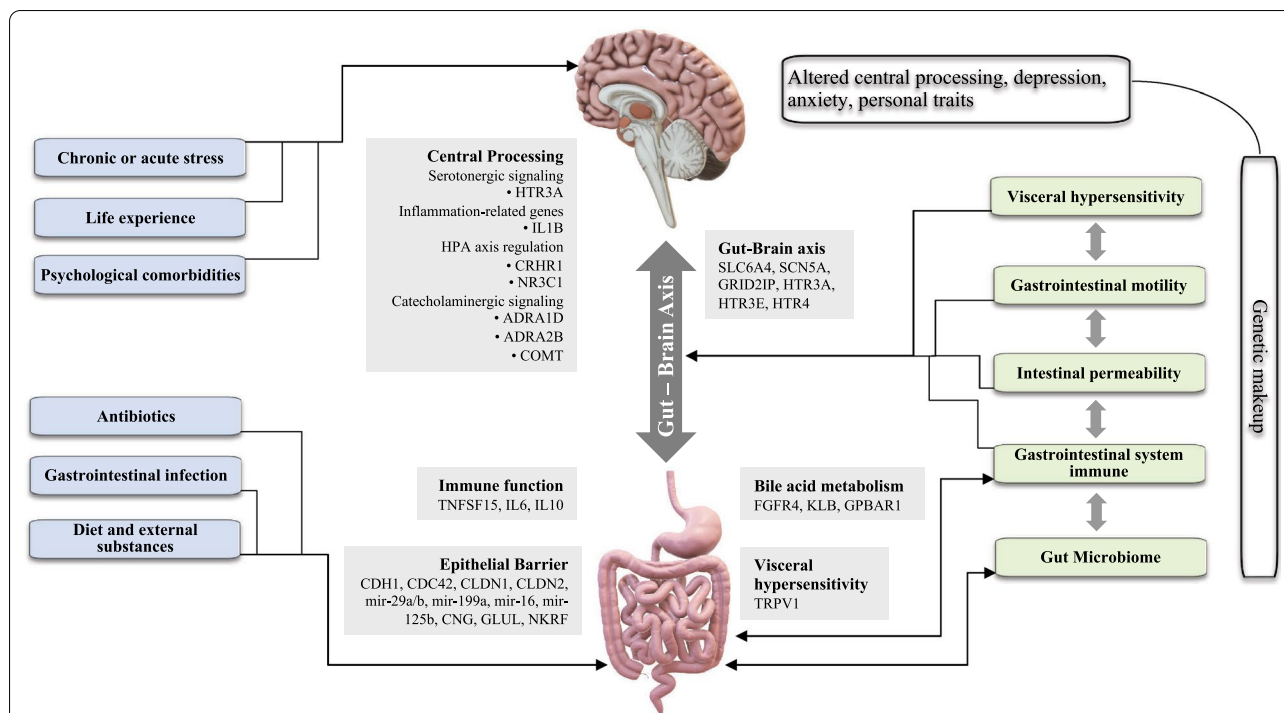 Altered central processing, depression,
anxiety, personal traits
Chronic or acute stress
Life experience
Psychological comorbidities
Central Processing
Serotonergic signaling
• HTR3A
Inflammation-related genes
• IL1B
HPA axis regulation
• CRHR1
• NR3C1
Catecholaminergic signaling
• ADRA1D
• ADRA2B
• COMT
Gut – Brain Axis
Gut-Brain axis
SLC6A4, SCN5A,
GRID2IP, HTR3A,
HTR3E, HTR4
Visceral hypersensitivity
Gastrointestinal motility
Intestinal permeability
Gastrointestinal system
immune
Gut Microbiome
Genetic makeup
Antibiotics
Gastrointestinal infection
Diet and external
substances
Immune function
TNFSF15, IL6, IL10
Epithelial Barrier
CDH1, CDC42, CLDN1, CLDN2,
mir-29a/b, mir-199a, mir-16, mir-
125b, CNG, GLUL, NKRF
Bile acid metabolism
FGFR4, KLB, GPBAR1
Visceral
hypersensitivity
TRPV1